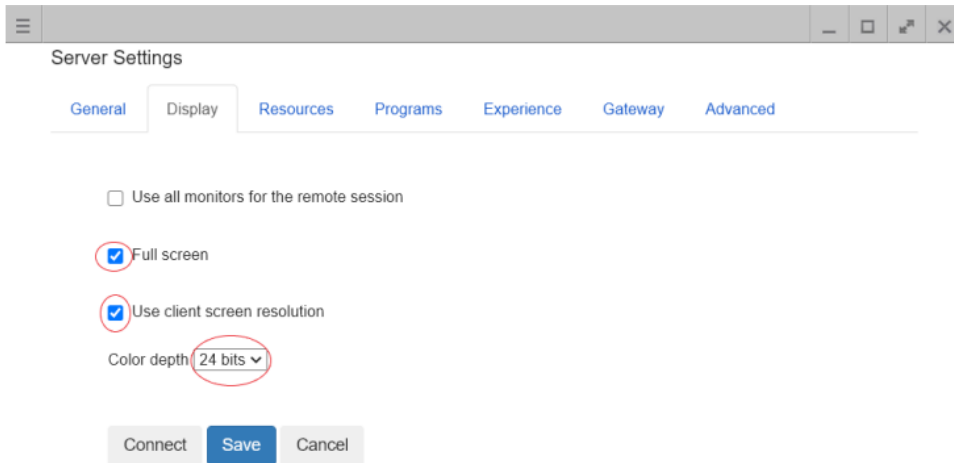 Server Settings
General Display Resources Programs Experience Gateway Advanced
Use all monitors for the remote session
Full screen
Use client screen resolution
Color depth 24 bits
Connect Save Cancel